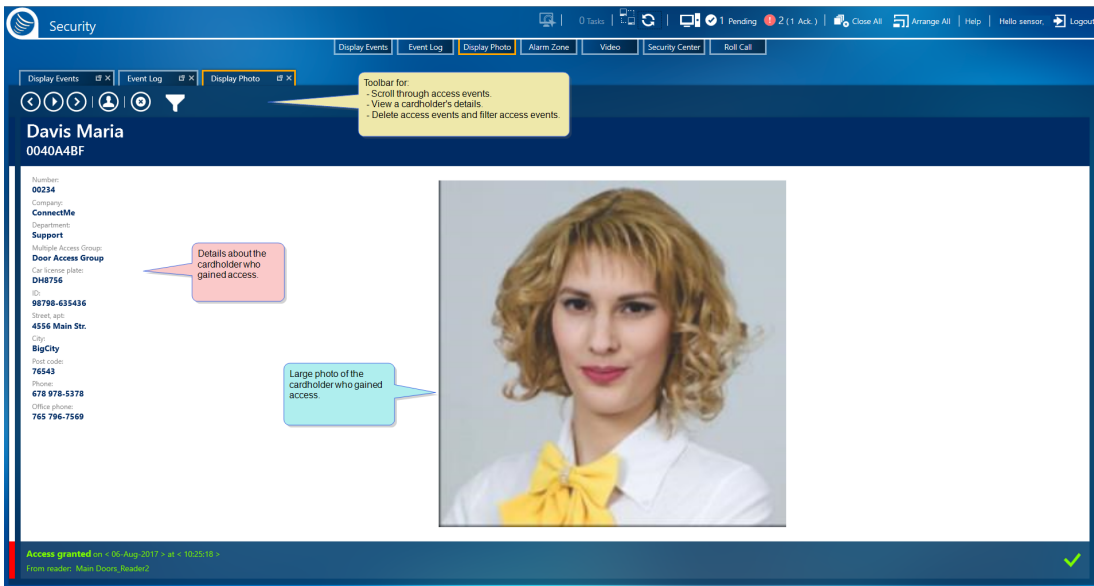 Security
0 Tasks
1 Pending
2 (1 Ack.)
Close All
Arrange All
Help
Hello sensor,
Logout
Display Events
Event Log
Display Photo
Alarm Zone
Video
Security Center
Roll Call
Display Events
Event Log
Display Photo
Toolbar for:
- Scroll through access events.
- View a cardholder's details.
- Delete access events and filter access events.
Davis Maria
0040A4BF
Number:
00234
Company:
ConnectMe
Department:
Support
Multiple Access Group:
Door Access Group
Car license plate:
DH8756
ID:
98798-635436
Street, apt:
4556 Main Str.
City:
BigCity
Post code:
76543
Phone:
678 978-5378
Office phone:
765 796-7569
Details about the
cardholder who
gained access.
Large photo of the
cardholder who gained
access.
Access granted on < 06-Aug-2017 > at < 10:25:18 >
From reader: Main Doors_Reader2